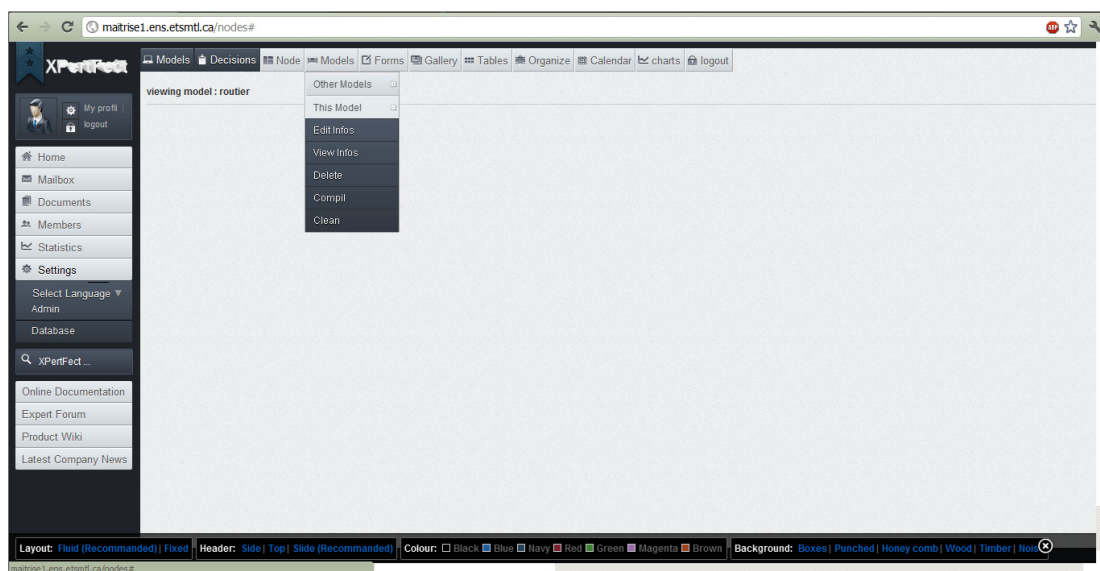 maitrise1.ens.etsmtl.ca/nodes#
ABP
XPertFect
Models Decisions Node Models Forms Gallery Tables Organize Calendar charts logout
viewing model : routier
Other Models
This Model
Edit Infos
View Infos
Delete
Compil
Clean
My profil |
logout
Home
Mailbox
Documents
Members
Statistics
Settings
Select Language ▼
Admin
Database
XPertFect ...
Online Documentation
Expert Forum
Product Wiki
Latest Company News
Layout: Fluid (Recommanded) | Fixed Header: Side | Top | Slide (Recommanded) Colour: Black Blue Navy Red Green Magenta Brown Background: Boxes | Punched | Honey comb | Wood | Timber | Nois
maitrise1.ens.etsmtl.ca/nodes#